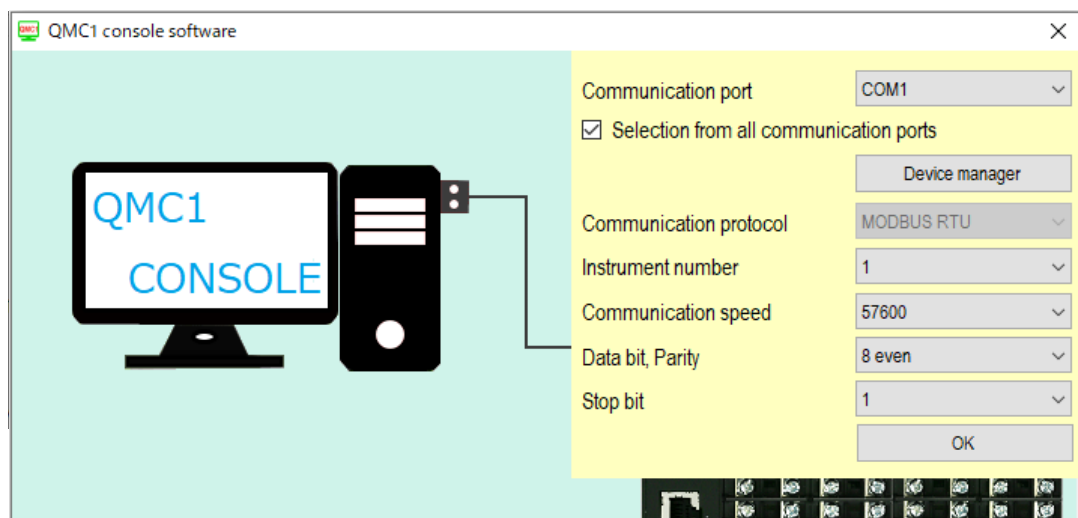 QMC1
QMC1 console software
QMC1
CONSOLE
Communication port
COM1
Selection from all communication ports
Device manager
Communication protocol
MODBUS RTU
Instrument number
1
Communication speed
57600
Data bit, Parity
8 even
Stop bit
1
OK